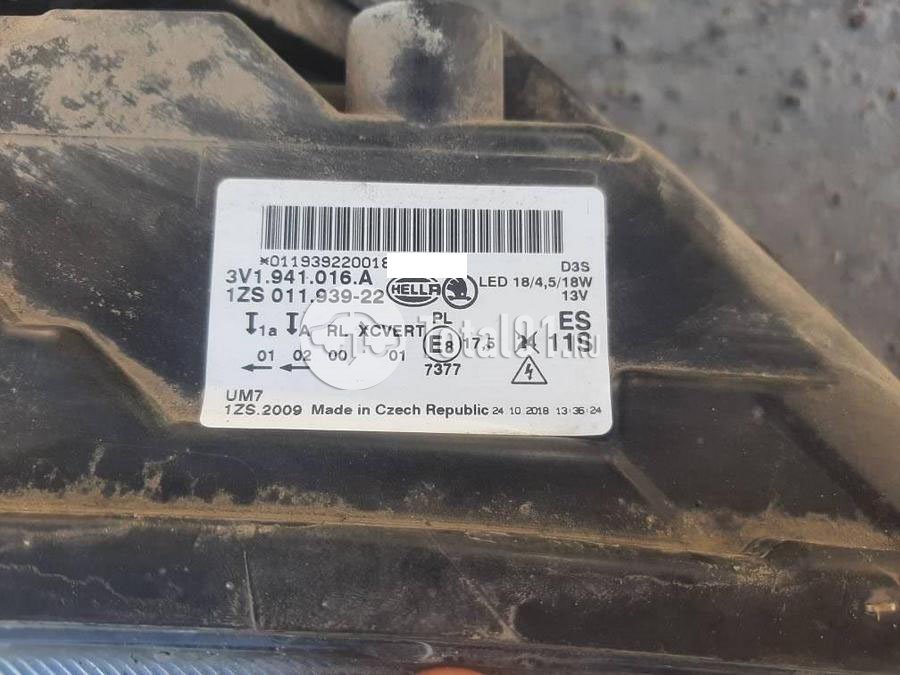 *011939220018
3V1.941.016.A
1ZS 011.939-22
HELLA
D3S
LED 18/4,5/18W
13V
1a A RL XCVERT PL ES
E8 17,5 11S
01 02 00 01
7377
UM7
1ZS.2009 Made in Czech Republic 24 10 2018 13:36:24
Total01.ru